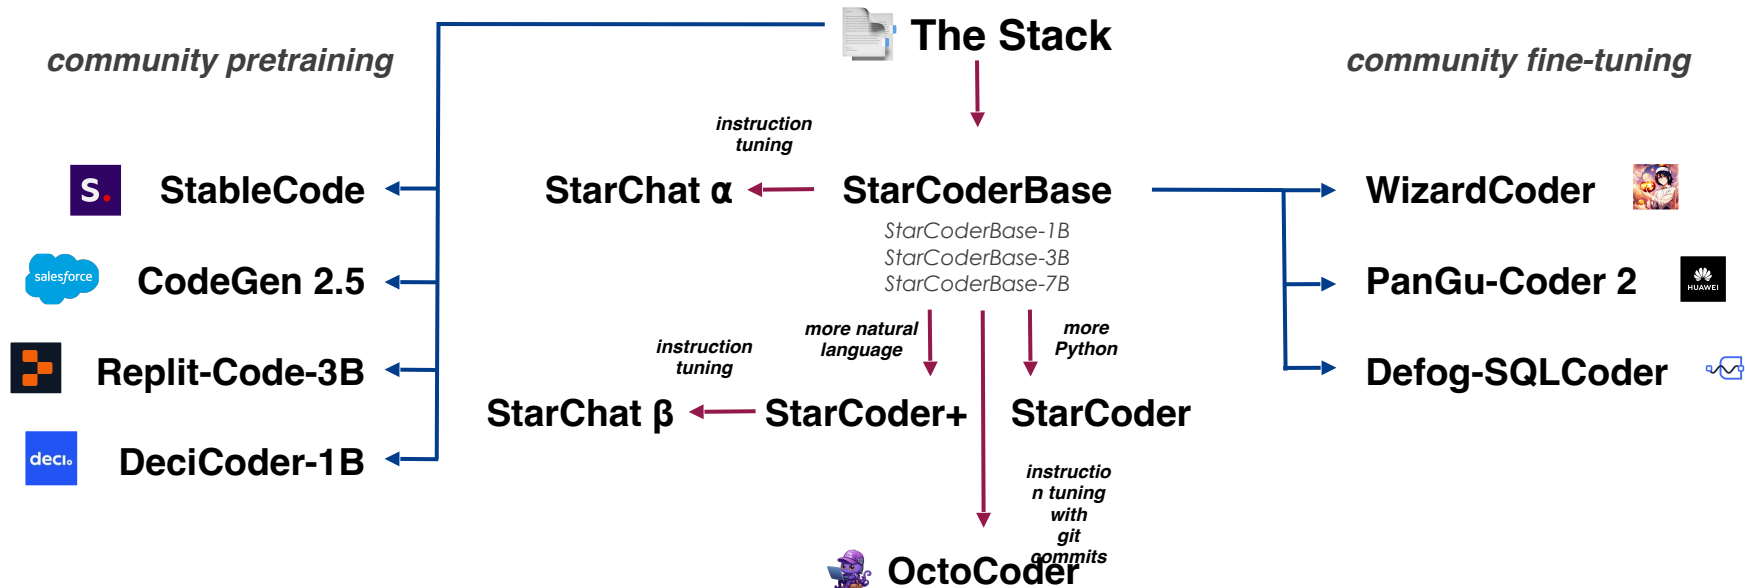 The Stack
community pretraining
community fine-tuning
instruction
tuning
S.
StableCode
StarChat α
StarCoderBase
WizardCoder
StarCoderBase-1B
StarCoderBase-3B
StarCoderBase-7B
salesforce
CodeGen 2.5
PanGu-Coder 2
HUAWEI
more natural
language
more
Python
instruction
tuning
Replit-Code-3B
Defog-SQLCoder
StarChat β
StarCoder+
StarCoder
deci.
DeciCoder-1B
instructio
n tuning
with
git
commits
OctoCoder